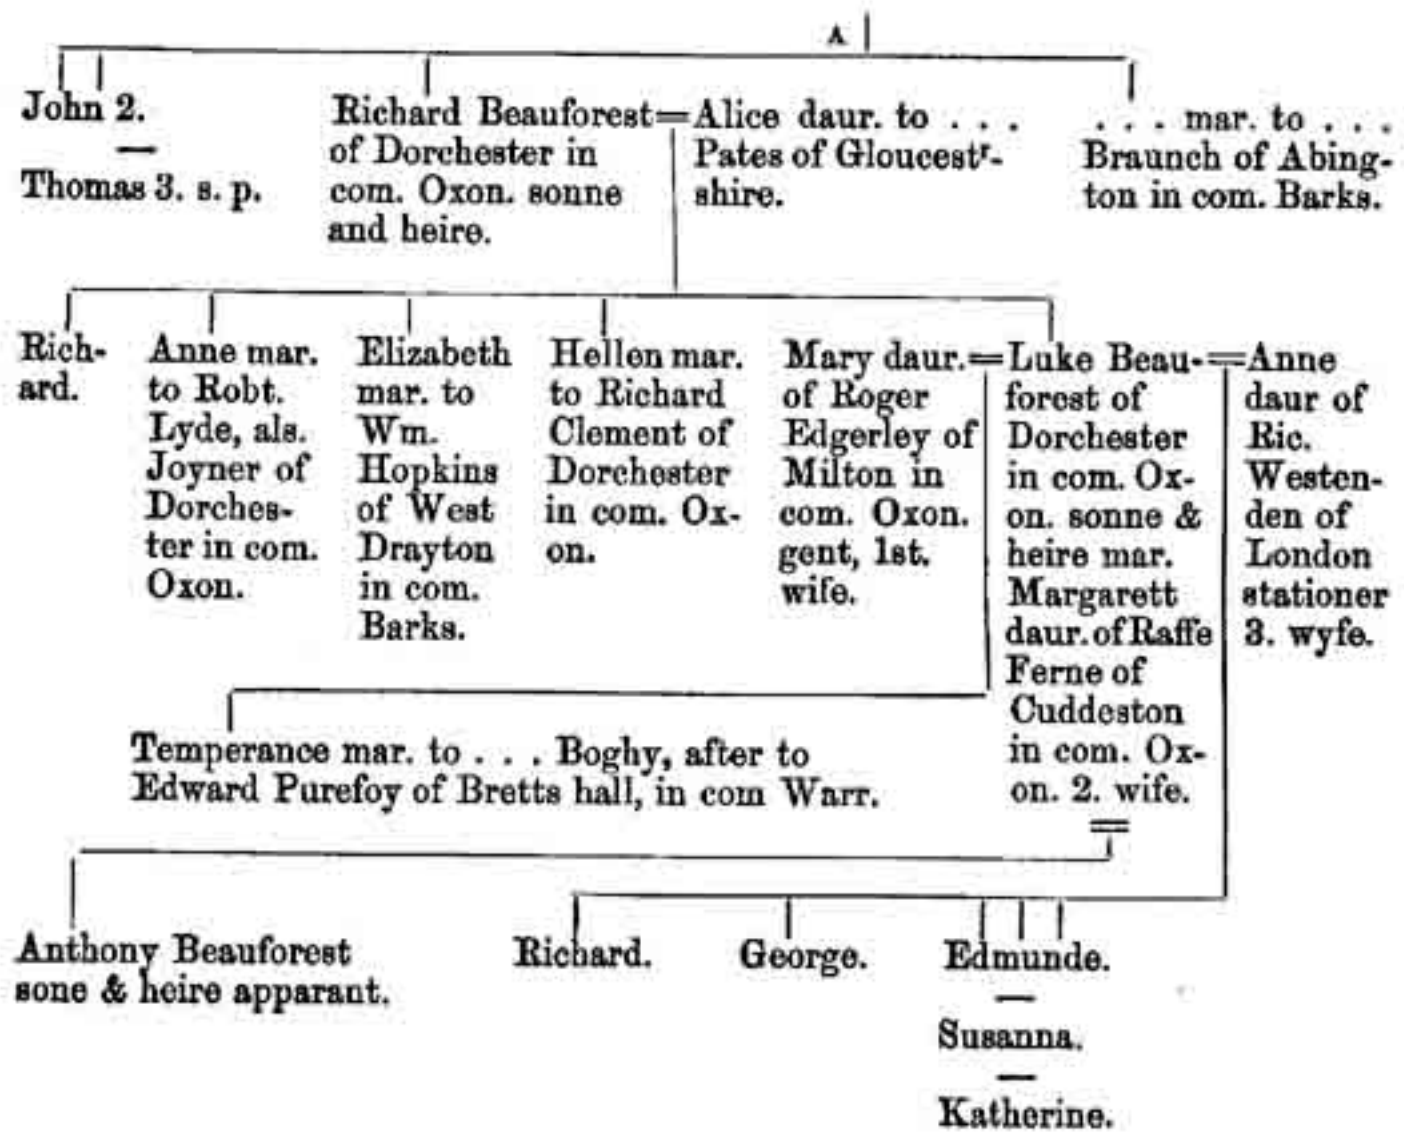 A
John 2.
Thomas 3. s. p.
Richard Beauforest
of Dorchester in
com. Oxon. sonne
and heire.
Alice daur. to . . .
Pates of Gloucestr-
shire.
. . . mar. to . . .
Braunch of Abing-
ton in com. Barks.
Rich-
ard.
Anne mar.
to Robt.
Lyde, als.
Joyner of
Dorches-
ter in com.
Oxon.
Elizabeth
mar. to
Wm.
Hopkins
of West
Drayton
in com.
Barks.
Hellen mar.
to Richard
Clement of
Dorchester
in com. Ox-
on.
Mary daur.
of Roger
Edgerley of
Milton in
com. Oxon.
gent, 1st.
wife.
Luke Beau-
forest of
Dorchester
in com. Ox-
on. sonne &
heire mar.
Margarett
daur. of Raffe
Ferne of
Cuddeston
in com. Ox-
on. 2. wife.
Anne
daur of
Ric.
Westen-
den of
London
stationer
3. wyfe.
Temperance mar. to . . . Boghy, after to
Edward Purefoy of Bretts hall, in com Warr.
Anthony Beauforest
sone & heire apparant.
Richard.
George.
Edmunde.
Susanna.
Katherine.